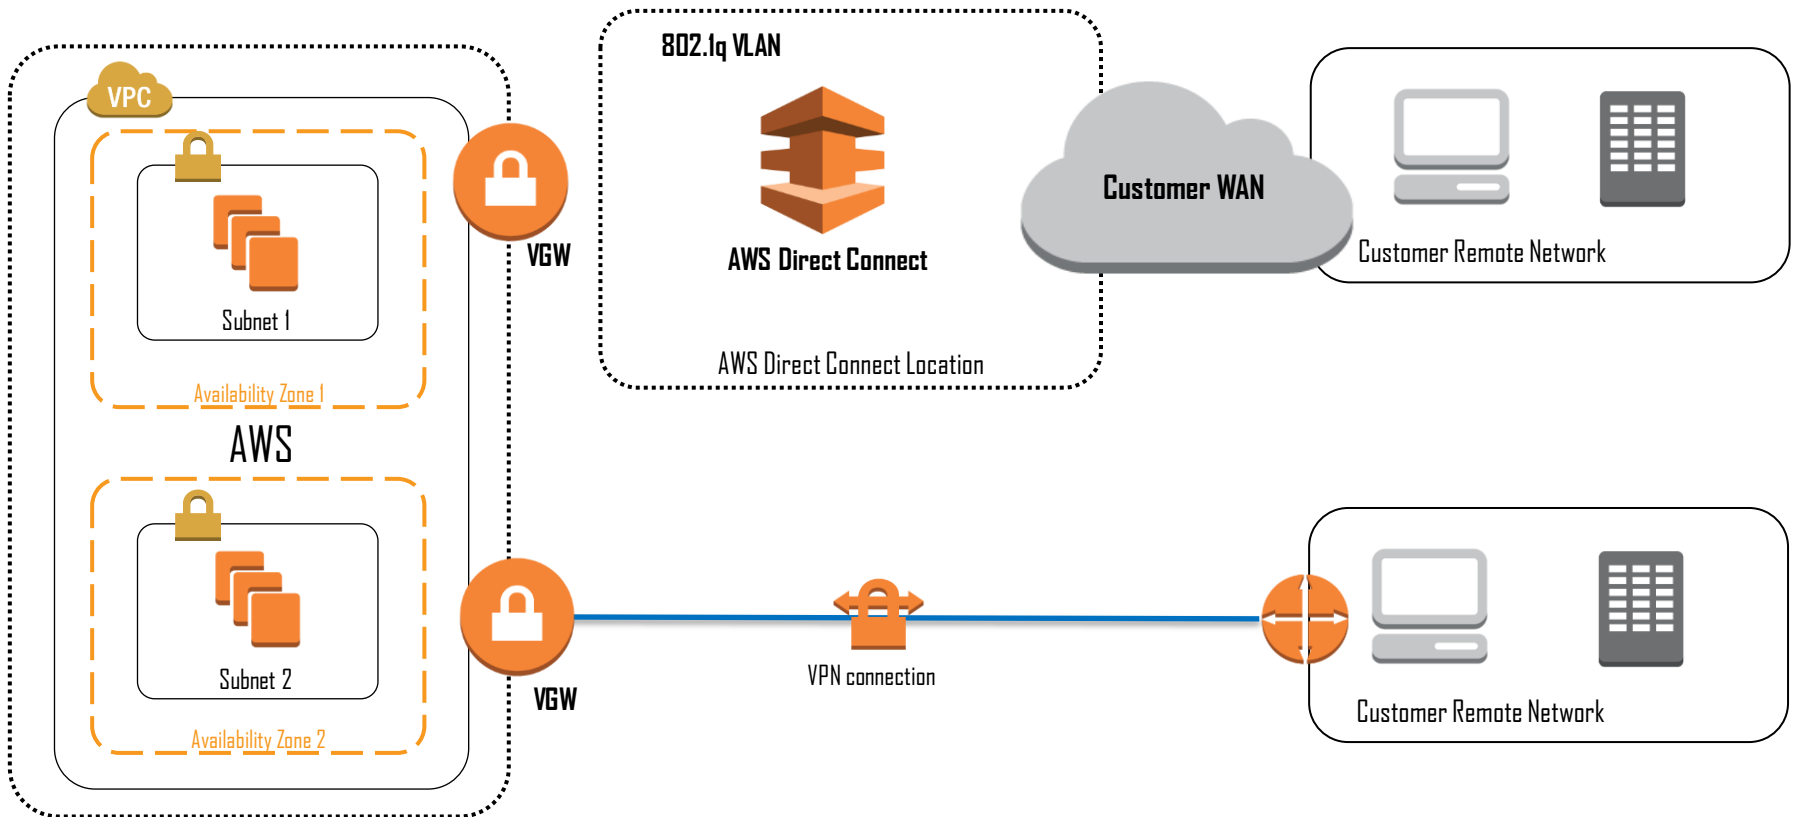 VPC
Subnet 1
Availability Zone 1
AWS
Subnet 2
Availability Zone 2
VGW
VGW
802.1q VLAN
AWS Direct Connect
AWS Direct Connect Location
Customer WAN
Customer Remote Network
VPN connection
Customer Remote Network